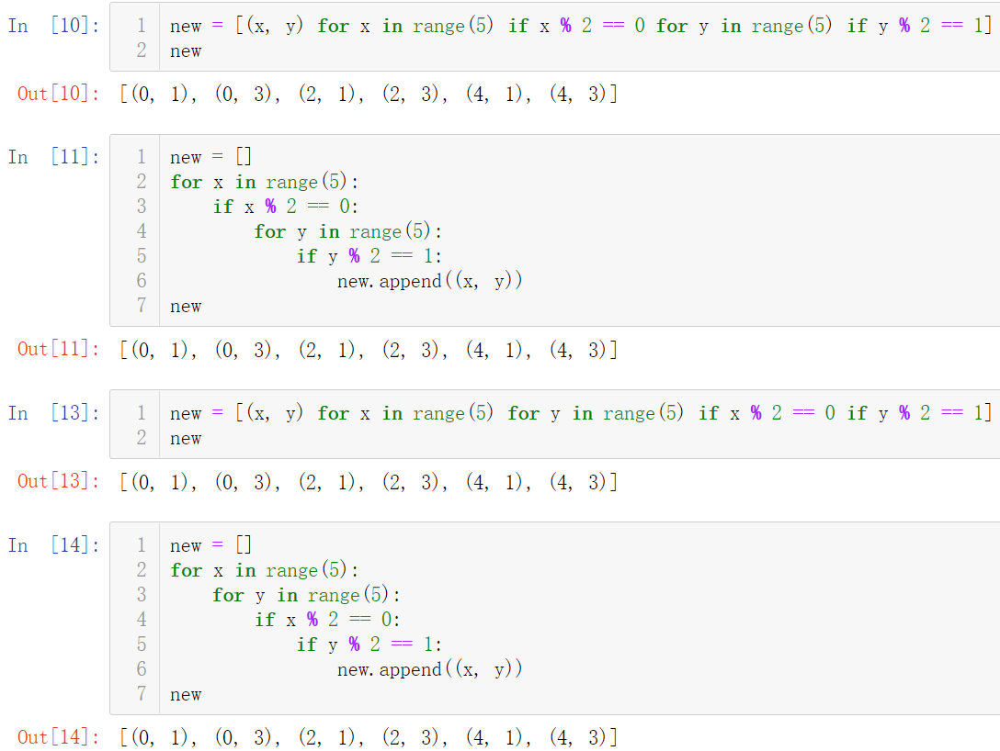 In [10]: 1 new = [(x, y) for x in range(5) if x % 2 == 0 for y in range(5) if y % 2 == 1]
2 new
Out[10]: [(0, 1), (0, 3), (2, 1), (2, 3), (4, 1), (4, 3)]
In [11]: 1 new = []
2 for x in range(5):
3     if x % 2 == 0:
4         for y in range(5):
5             if y % 2 == 1:
6                 new.append((x, y))
7 new
Out[11]: [(0, 1), (0, 3), (2, 1), (2, 3), (4, 1), (4, 3)]
In [13]: 1 new = [(x, y) for x in range(5) for y in range(5) if x % 2 == 0 if y % 2 == 1]
2 new
Out[13]: [(0, 1), (0, 3), (2, 1), (2, 3), (4, 1), (4, 3)]
In [14]: 1 new = []
2 for x in range(5):
3     for y in range(5):
4         if x % 2 == 0:
5             if y % 2 == 1:
6                 new.append((x, y))
7 new
Out[14]: [(0, 1), (0, 3), (2, 1), (2, 3), (4, 1), (4, 3)]